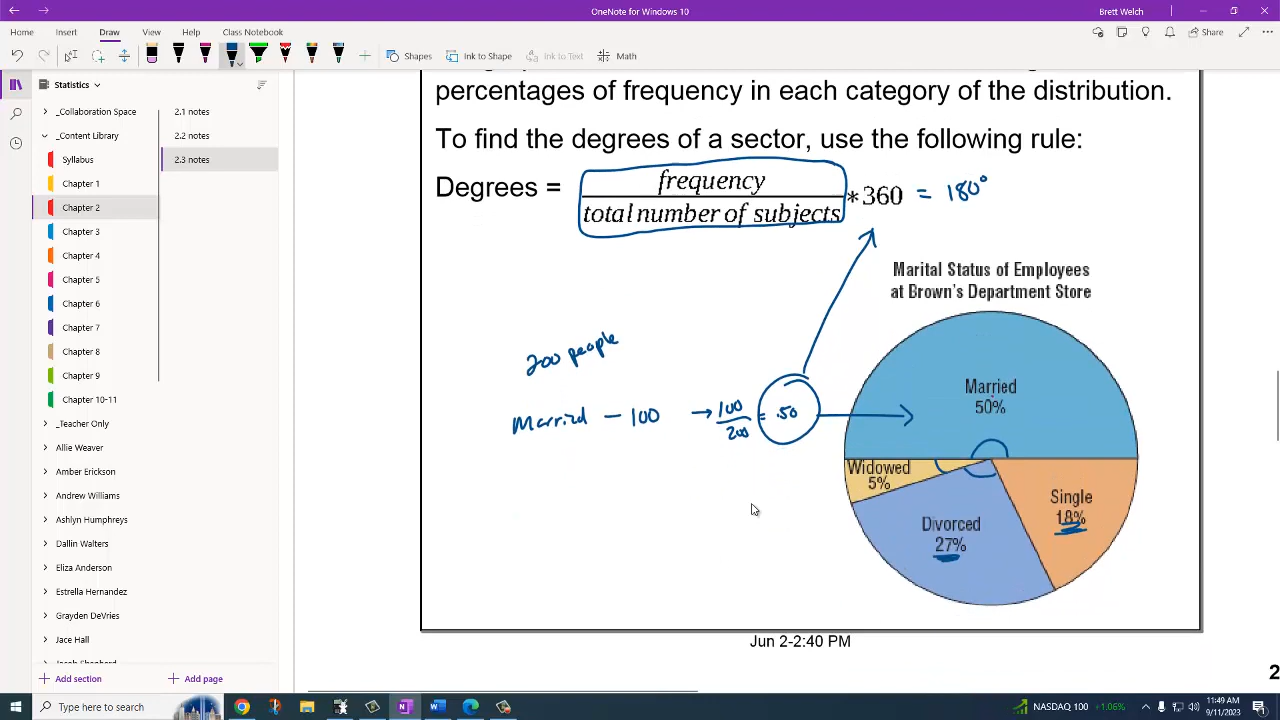 OneNote for Windows 10
Brett Welch
Home Insert Draw View Help Class Notebook
Share
Shapes Ink to Shape Ink to Text Math
Statistics
_Collaboration Space
_Content Library
Syllabus
Chapter 1
Chapter 2
Chapter 3
Chapter 4
Chapter 5
Chapter 6
Chapter 7
Chapter 8
Chapter 9
Chapter 10-11
_Teacher Only
Allie Weaver
Amber Erickson
Andrew Williams
Ashlyn Humphreys
Dallin Walters
Eliza Anderson
Estrella Hernandez
Grayden DeVries
Jace Hall
Add section
2.1 notes
2.2 notes
2.3 notes
Add page
percentages of frequency in each category of the distribution.
To find the degrees of a sector, use the following rule:
Degrees =
frequency
total number of subjects
*360 = 180°
Marital Status of Employees
at Brown's Department Store
200 people
Married – 100 → 100/200 = .50
Married
50%
Widowed
5%
Single
18%
Divorced
27%
Jun 2-2:40 PM
2
Type here to search
NASDAQ 100 +1.06%
11:49 AM
9/11/2023